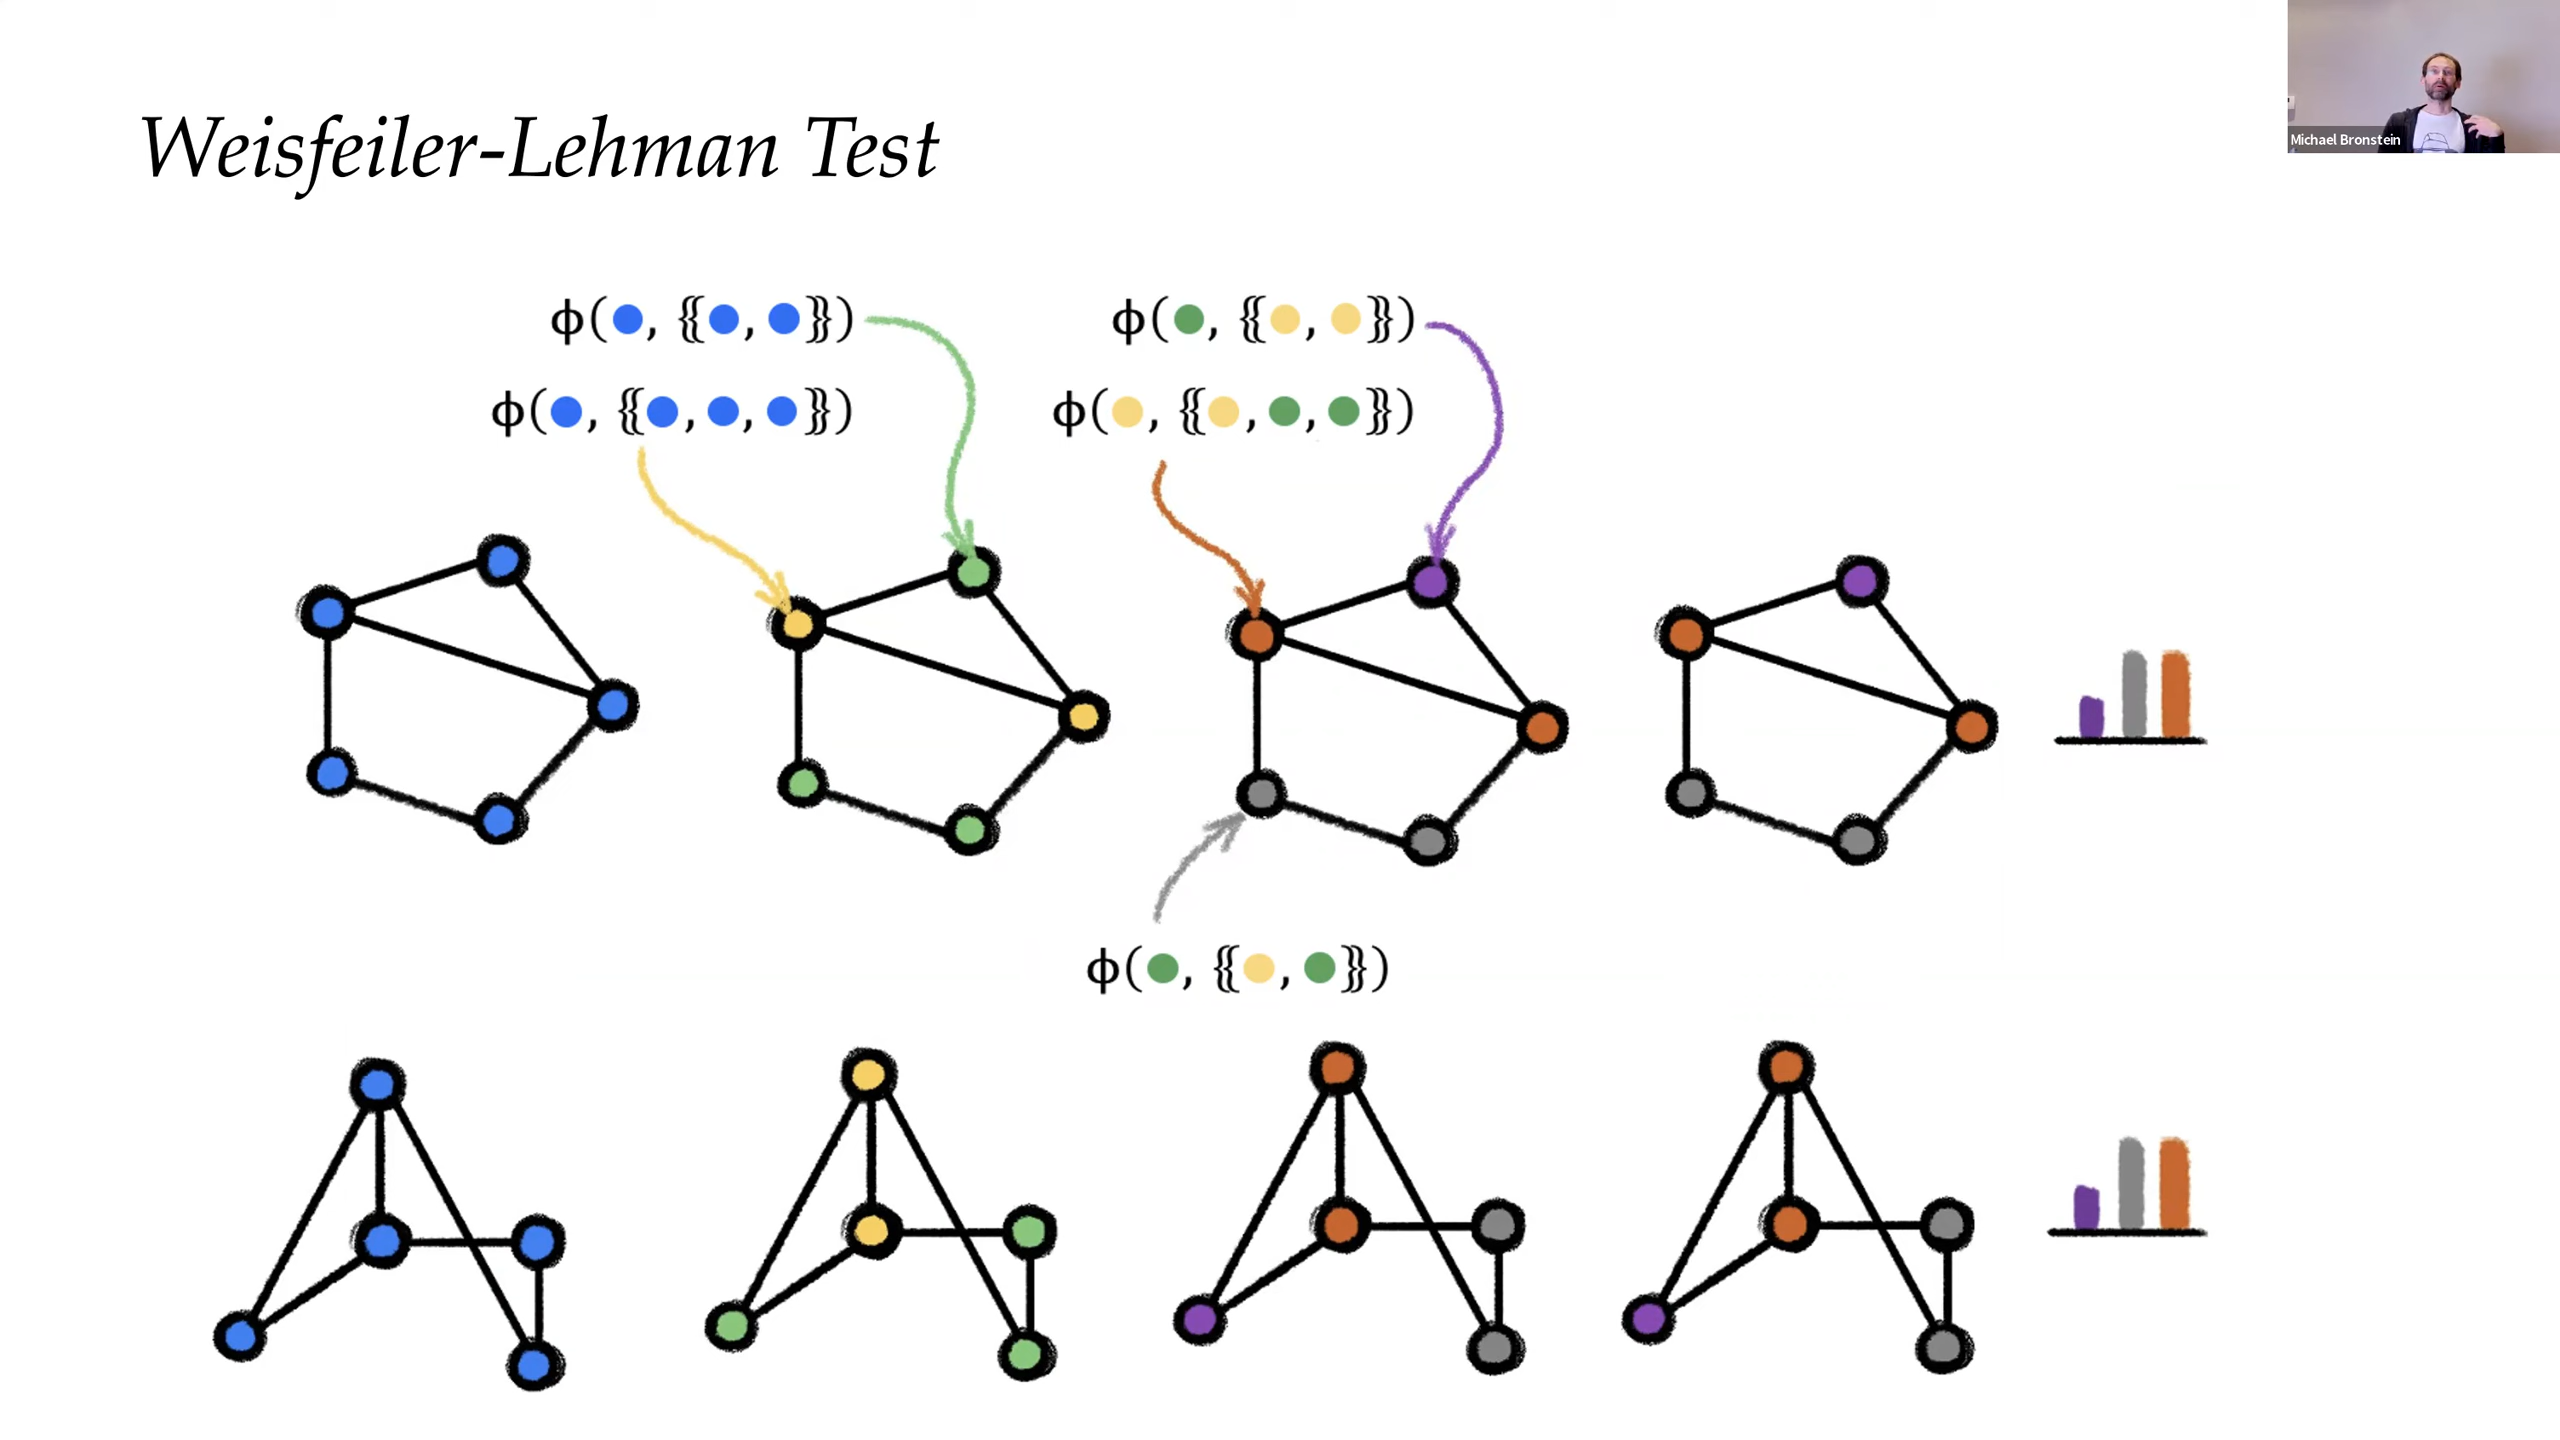 Michael Bronstein
Weisfeiler-Lehman Test
ϕ(●, {{●, ●}})
ϕ(●, {{●, ●, ●}})
ϕ(●, {{●, ●}})
ϕ(●, {{●, ●, ●}})
ϕ(●, {{●, ●}})